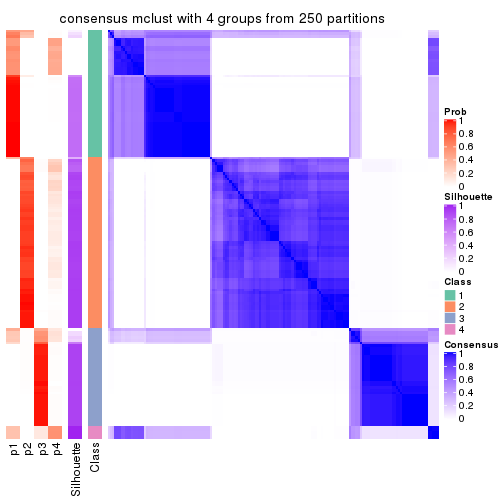 consensus mclust with 4 groups from 250 partitions
Prob
1
0.8
0.6
0.4
0.2
0
Silhouette
1
0.8
0.6
0.4
0.2
0
Class
1
2
3
4
Consensus
1
0.8
0.6
0.4
0.2
0
p1
p2
p3
p4
Silhouette
Class